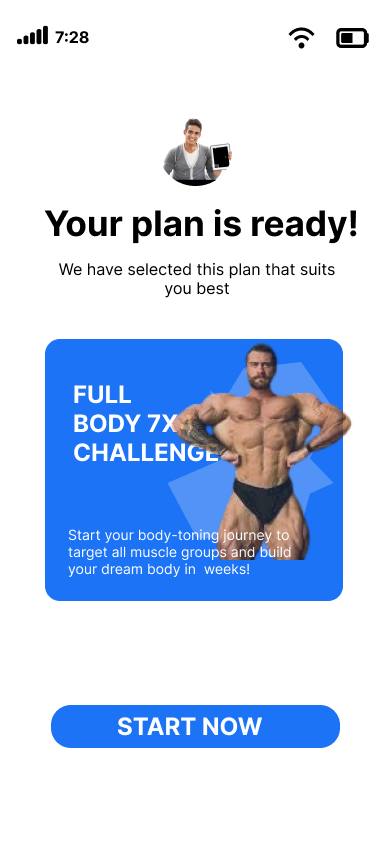 7:28
Your plan is ready!
We have selected this plan that suits
you best
FULL
BODY 7X
CHALLENGE
Start your body-toning journey to
target all muscle groups and build
your dream body in  weeks!
START NOW